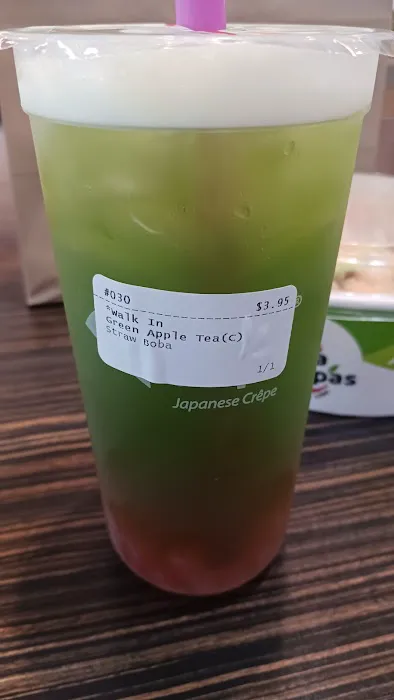 #030 $3.95
*Walk In
Green Apple Tea(C)
Straw Boba
1/1
Japanese Crêpe